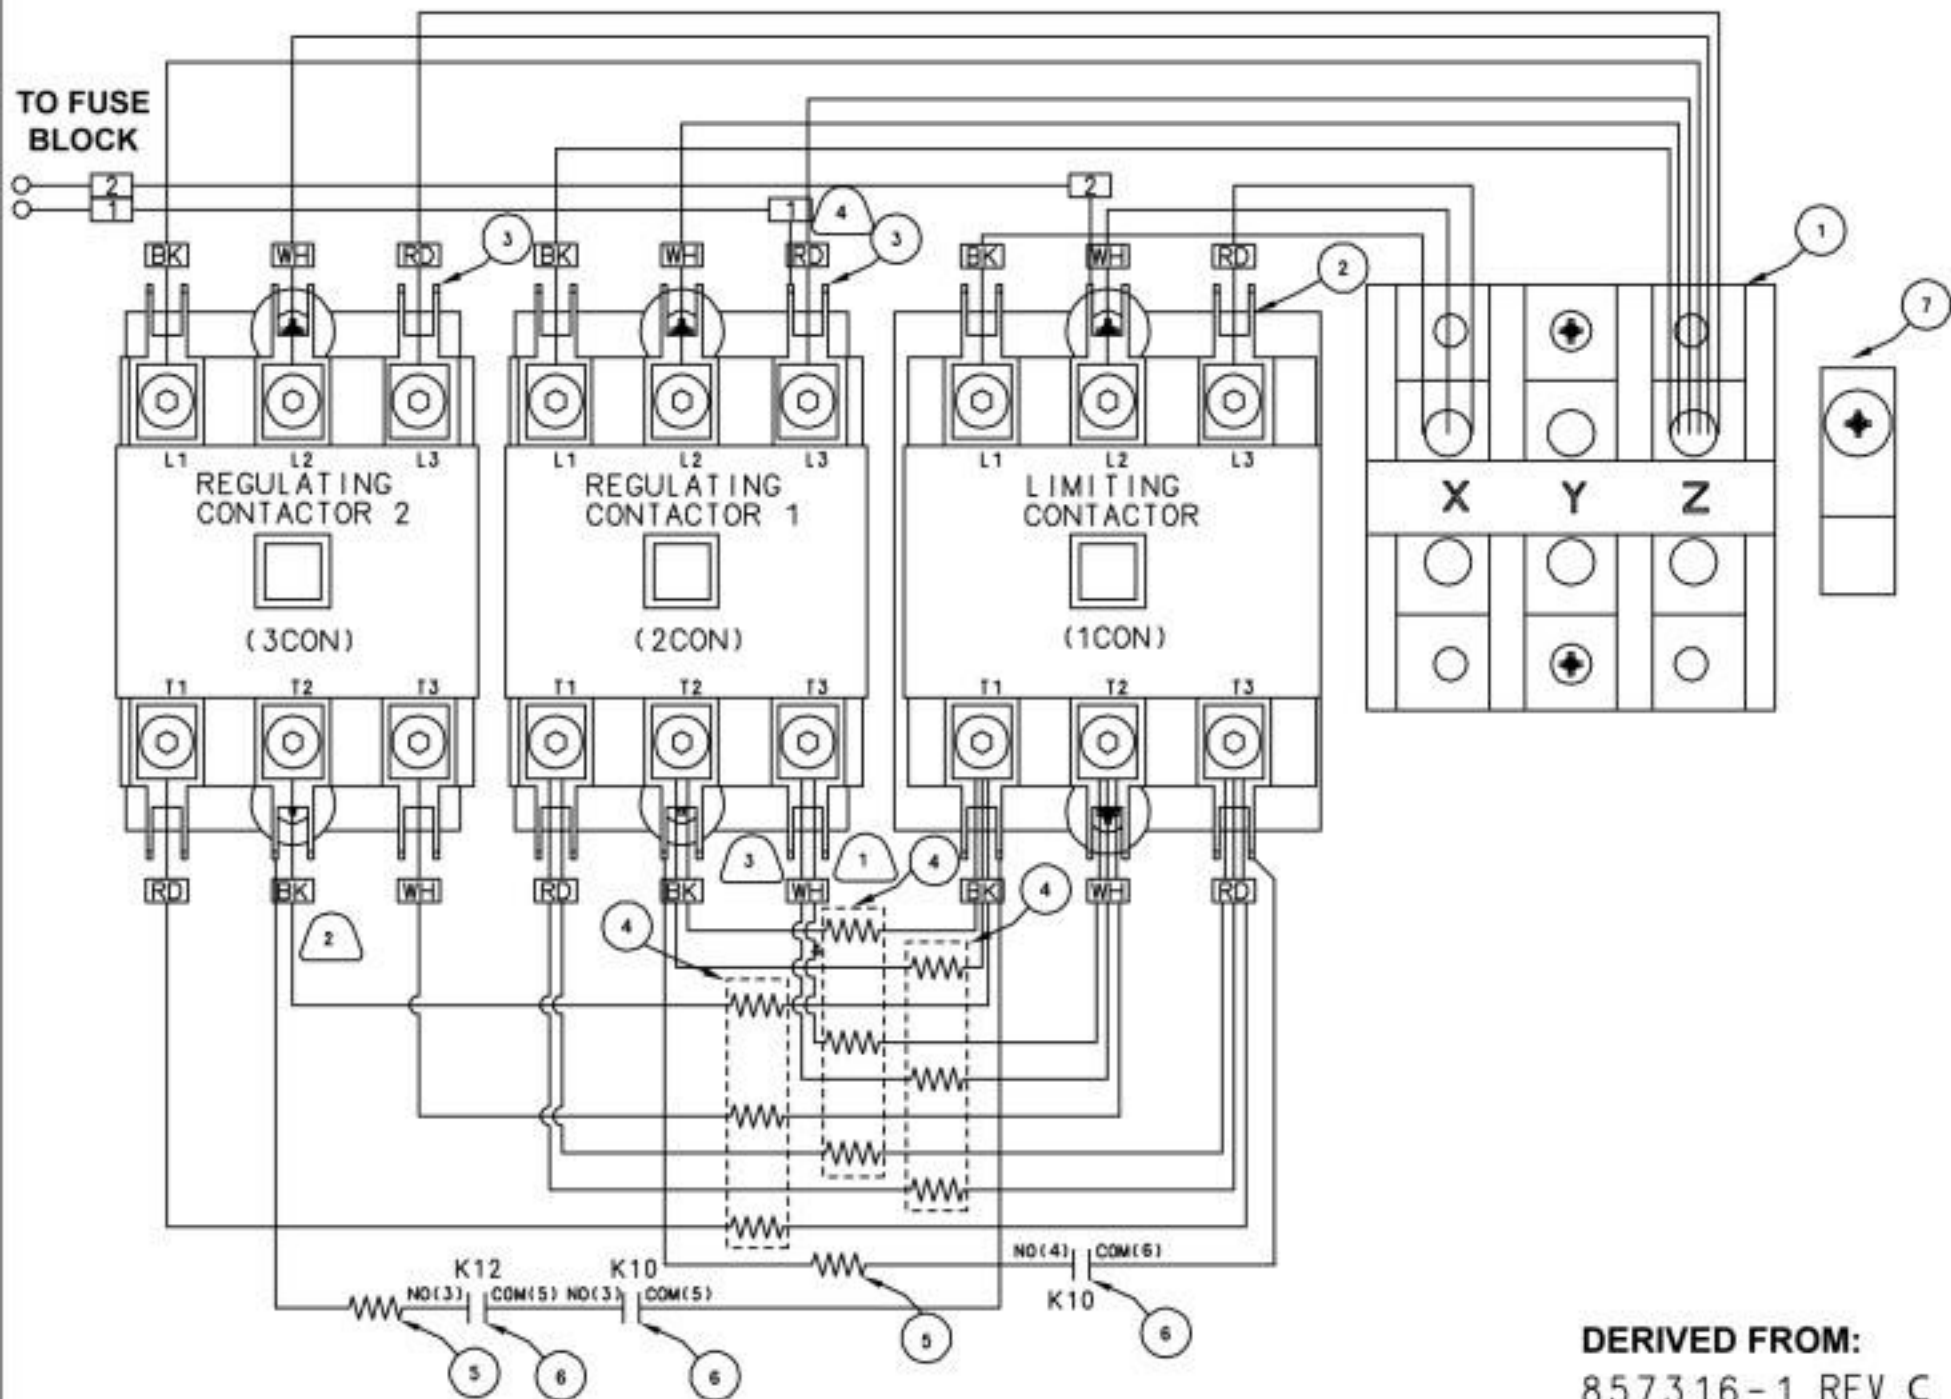 TO FUSE
BLOCK
2 2
1 1 4
BK WH RD 3 BK WH RD 3 BK WH RD 2 1
7
L1 L2 L3 L1 L2 L3 L1 L2 L3
REGULATING
CONTACTOR 2
REGULATING
CONTACTOR 1
LIMITING
CONTACTOR
X Y Z
(3CON) (2CON) (1CON)
T1 T2 T3 T1 T2 T3 T1 T2 T3
3 1 4
RD BK WH RD BK WH BK WH RD 4
2 4
NO(4) COM(6)
K12 K10
NO(3) COM(5) NO(3) COM(5)
K10
5 6 6 5 6
DERIVED FROM:
857316-1 REV C